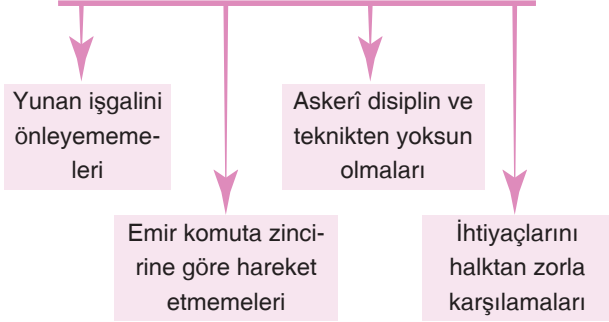 Yunan işgalini
önleyememe-
leri
Askerî disiplin ve
teknikten yoksun
olmaları
Emir komuta zinci-
rine göre hareket
etmemeleri
İhtiyaçlarını
halktan zorla
karşılamaları